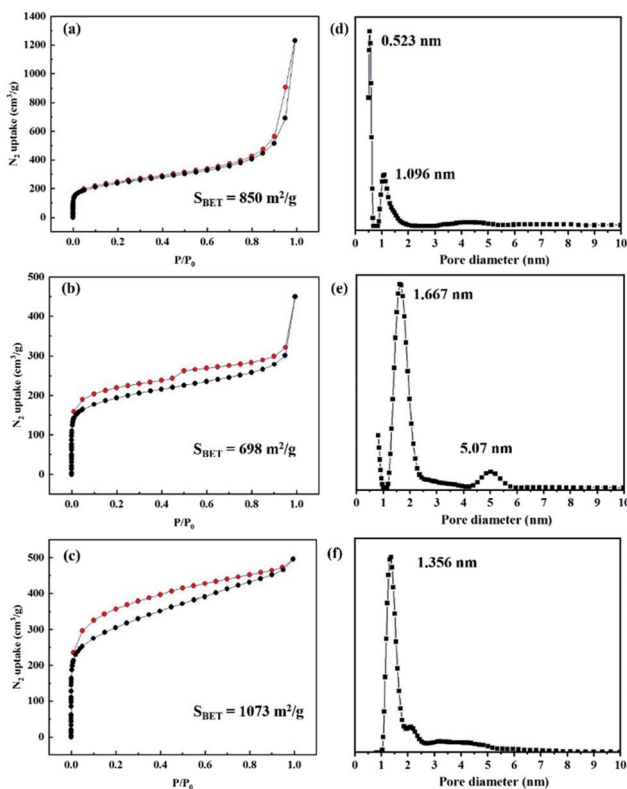 (a)
1400
1200
1000
800
600
400
200
0
N₂ uptake (cm³/g)
S_BET = 850 m²/g
0.0 0.2 0.4 0.6 0.8 1.0
P/P₀
(d)
0.523 nm
1.096 nm
0 1 2 3 4 5 6 7 8 9 10
Pore diameter (nm)
(b)
500
400
300
200
100
0
N₂ uptake (cm³/g)
S_BET = 698 m²/g
0.0 0.2 0.4 0.6 0.8 1.0
P/P₀
(e)
1.667 nm
5.07 nm
0 1 2 3 4 5 6 7 8 9 10
Pore diameter (nm)
(c)
500
400
300
200
100
0
N₂ uptake (cm³/g)
S_BET = 1073 m²/g
0.0 0.2 0.4 0.6 0.8 1.0
P/P₀
(f)
1.356 nm
0 1 2 3 4 5 6 7 8 9 10
Pore diameter (nm)